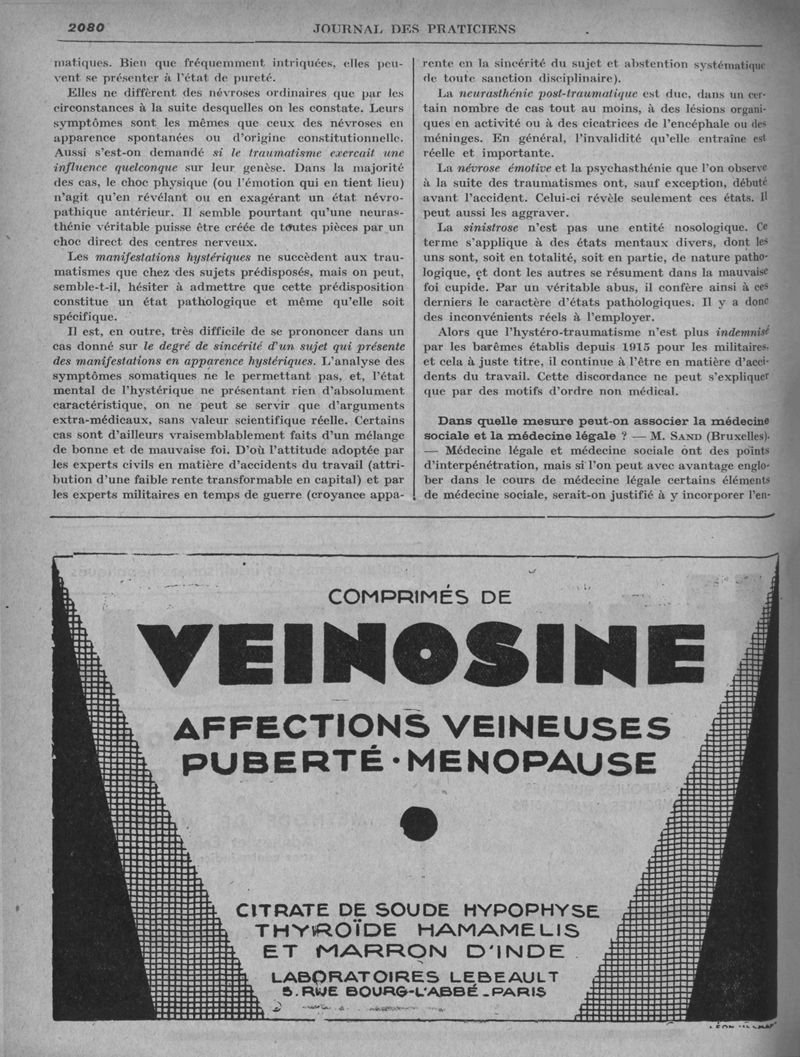 2080
JOURNAL DES PRATICIENS
matiques. Bien que fréquemment intriquées, elles peu-
vent se présenter à l'état de pureté.
Elles ne diffèrent des névroses ordinaires que par les
circonstances à la suite desquelles on les constate. Leurs
symptômes sont les mêmes que ceux des névroses en
apparence spontanées ou d'origine constitutionnelle.
Aussi s'est-on demandé si le traumatisme exercait une
influence quelconque sur leur genèse. Dans la majorité
des cas, le choc physique (ou l'émotion qui en tient lieu)
n'agit qu'en révélant ou en exagérant un état névro-
pathique antérieur. Il semble pourtant qu'une neuras-
thénie véritable puisse être créée de toutes pièces par un
choc direct des centres nerveux.
Les manifestations hystériques ne succèdent aux trau-
matismes que chez des sujets prédisposés, mais on peut,
semble-t-il, hésiter à admettre que cette prédisposition
constitue un état pathologique et même qu'elle soit
spécifique.
Il est, en outre, très difficile de se prononcer dans un
cas donné sur le degré de sincérité d'un sujet qui présente
des manifestations en apparence hystériques. L'analyse des
symptômes somatiques ne le permettant pas, et, l'état
mental de l'hystérique ne présentant rien d'absolument
caractéristique, on ne peut se servir que d'arguments
extra-médicaux, sans valeur scientifique réelle. Certains
cas sont d'ailleurs vraisemblablement faits d'un mélange
de bonne et de mauvaise foi. D'où l'attitude adoptée par
les experts civils en matière d'accidents du travail (attri-
bution d'une faible rente transformable en capital) et par
les experts militaires en temps de guerre (croyance appa-
rente en la sincérité du sujet et abstention systématique
de toute sanction disciplinaire).
La neurasthénie post-traumatique est due, dans un cer-
tain nombre de cas tout au moins, à des lésions organi-
ques en activité ou à des cicatrices de l'encéphale ou des
méninges. En général, l'invalidité qu'elle entraîne est
réelle et importante.
La névrose émotive et la psychasthénie que l'on observe
à la suite des traumatismes ont, sauf exception, débuté
avant l'accident. Celui-ci révèle seulement ces états. Il
peut aussi les aggraver.
La sinistrose n'est pas une entité nosologique. Ce
terme s'applique à des états mentaux divers, dont les
uns sont, soit en totalité, soit en partie, de nature patho-
logique, et dont les autres se résument dans la mauvaise
foi cupide. Par un véritable abus, il confère ainsi à ces
derniers le caractère d'états pathologiques. Il y a donc
des inconvénients réels à l'employer.
Alors que l'hystéro-traumatisme n'est plus indemnisé
par les barêmes établis depuis 1915 pour les militaires,
et cela à juste titre, il continue à l'être en matière d'acci-
dents du travail. Cette discordance ne peut s'expliquer
que par des motifs d'ordre non médical.
Dans quelle mesure peut-on associer la médecine
sociale et la médecine légale ? — M. SAND (Bruxelles).
— Médecine légale et médecine sociale ont des points
d'interpénétration, mais si l'on peut avec avantage englo-
ber dans le cours de médecine légale certains éléments
de médecine sociale, serait-on justifié à y incorporer l'en-
COMPRIMÉS DE
VEINOSINE
AFFECTIONS VEINEUSES
PUBERTÉ · MENOPAUSE
CITRATE DE SOUDE HYPOPHYSE
THYROÏDE HAMAMELIS
ET MARRON D'INDE
LABORATOIRES LEBEAULT
5. RUE BOURG-L'ABBÉ - PARIS